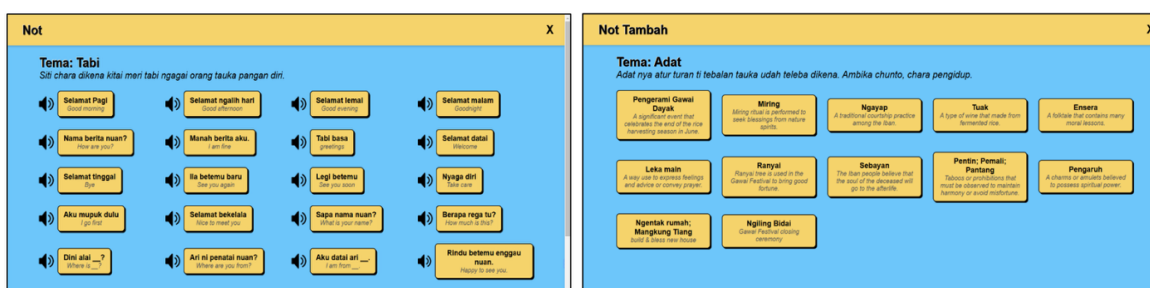 Not X
Tema: Tabi
Siti chara dikena kitai meri tabi ngagai orang tauka pangan diri.
Selamat Pagi
Good morning
Selamat ngalih hari
Good afternoon
Selamat lemai
Good evening
Selamat malam
Goodnight
Nama berita nuan?
How are you?
Manah berita aku.
I am fine
Tabi basa
greetings
Selamat datai
Welcome
Selamat tinggal
Bye
Ila betemu baru
See you again
Legi betemu
See you soon
Nyaga diri
Take care
Aku mupuk dulu
I go first
Selamat bekelala
Nice to meet you
Sapa nama nuan?
What is your name?
Berapa rega tu?
How much is this?
Dini alai __?
Where is __?
Ari ni penatai nuan?
Where are you from?
Aku datai ari __.
I am from __.
Rindu betemu enggau
nuan.
Happy to see you.
Not Tambah X
Tema: Adat
Adat nya atur turan ti tebalan tauka udah teleba dikena. Ambika chunto, chara pengidup.
Pengerami Gawai
Dayak
A significant event that
celebrates the end of the rice
harvesting season in June.
Miring
Miring ritual is performed to
seek blessings from nature
spirits.
Ngayap
A traditional courtship practice
among the Iban.
Tuak
A type of wine that made from
fermented rice.
Ensera
A folktale that contains many
moral lessons.
Leka main
A way use to express feelings
and advice or convey prayer.
Ranyai
Ranyai tree is used in the
Gawai Festival to bring good
fortune.
Sebayan
The Iban people believe that
the soul of the deceased will
go to the afterlife.
Pentin; Pemali;
Pantang
Taboos or prohibitions that
must be observed to maintain
harmony or avoid misfortune.
Pengaruh
A charms or amulets believed
to possess spiritual power.
Ngentak rumah;
Mangkung Tiang
build & bless new house
Ngiling Bidai
Gawai Festival closing
ceremony